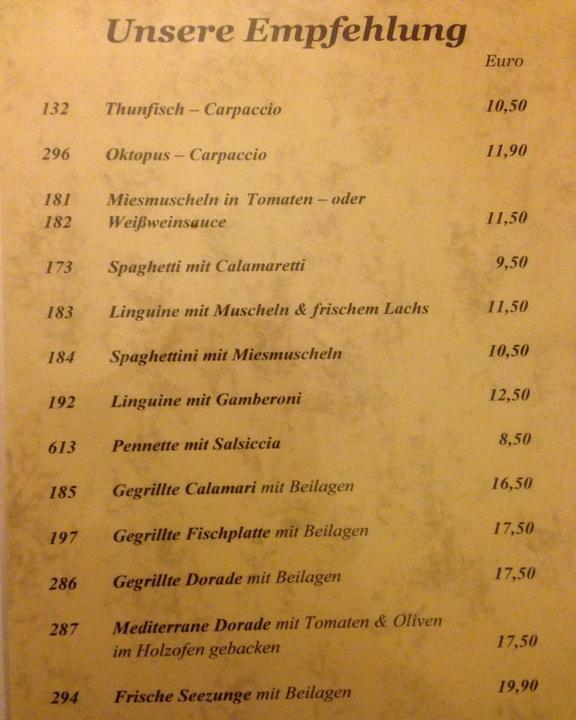 Unsere Empfehlung
Euro
132 Thunfisch – Carpaccio 10,50
296 Oktopus – Carpaccio 11,90
181 Miesmuscheln in Tomaten – oder
182 Weißweinsauce 11,50
173 Spaghetti mit Calamaretti 9,50
183 Linguine mit Muscheln & frischem Lachs 11,50
184 Spaghettini mit Miesmuscheln 10,50
192 Linguine mit Gamberoni 12,50
613 Pennette mit Salsiccia 8,50
185 Gegrillte Calamari mit Beilagen 16,50
197 Gegrillte Fischplatte mit Beilagen 17,50
286 Gegrillte Dorade mit Beilagen 17,50
287 Mediterrane Dorade mit Tomaten & Oliven
im Holzofen gebacken 17,50
294 Frische Seezunge mit Beilagen 19,90